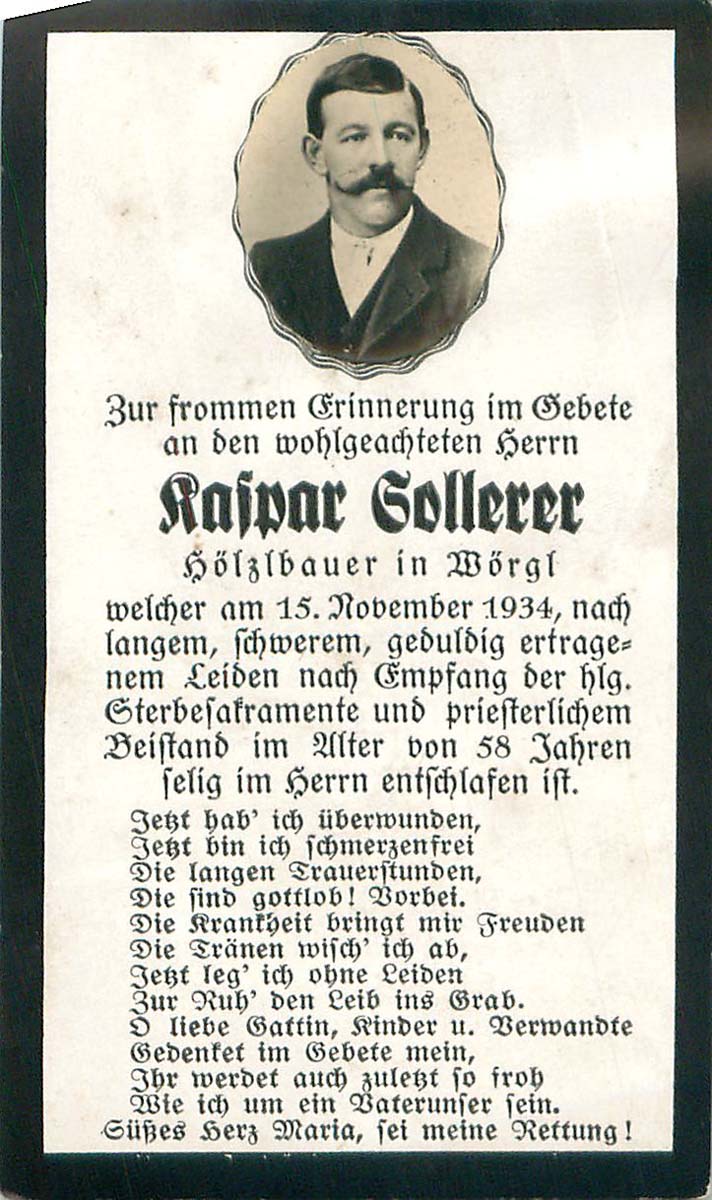 Zur frommen Erinnerung im Gebete
an den wohlgeachteten Herrn
Kaspar Sollerer
Hölzlbauer in Wörgl
welcher am 15. November 1934, nach
langem, schwerem, geduldig ertrage=
nem Leiden nach Empfang der hlg.
Sterbesakramente und priesterlichem
Beistand im Alter von 58 Jahren
selig im Herrn entschlafen ist.
Jetzt hab' ich überwunden,
Jetzt bin ich schmerzenfrei
Die langen Trauerstunden,
Die sind gottlob! Vorbei.
Die Krankheit bringt mir Freuden
Die Tränen wisch' ich ab,
Jetzt leg' ich ohne Leiden
Zur Ruh' den Leib ins Grab.
O liebe Gattin, Kinder u. Verwandte
Gedenket im Gebete mein,
Ihr werdet auch zuletzt so froh
Wie ich um ein Vaterunser sein.
Süßes Herz Maria, sei meine Rettung!